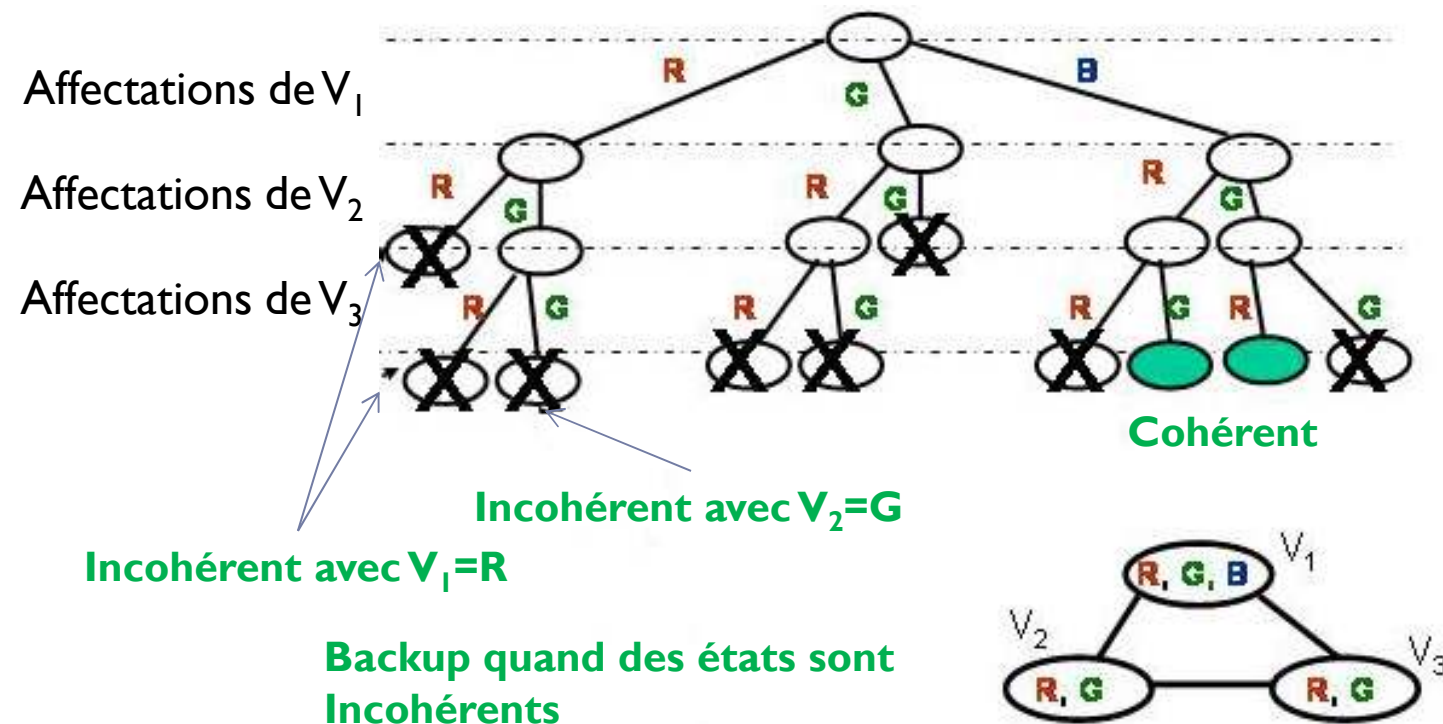 R G B
Affectations de V₁
R G R G R G
Affectations de V₂
R G R G R G R G
Affectations de V₃
X X
X X X X X X
Cohérent
Incohérent avec V₂=G
Incohérent avec V₁=R
Backup quand des états sont
Incohérents
V₁
R, G, B
V₂
V₃
R, G R, G